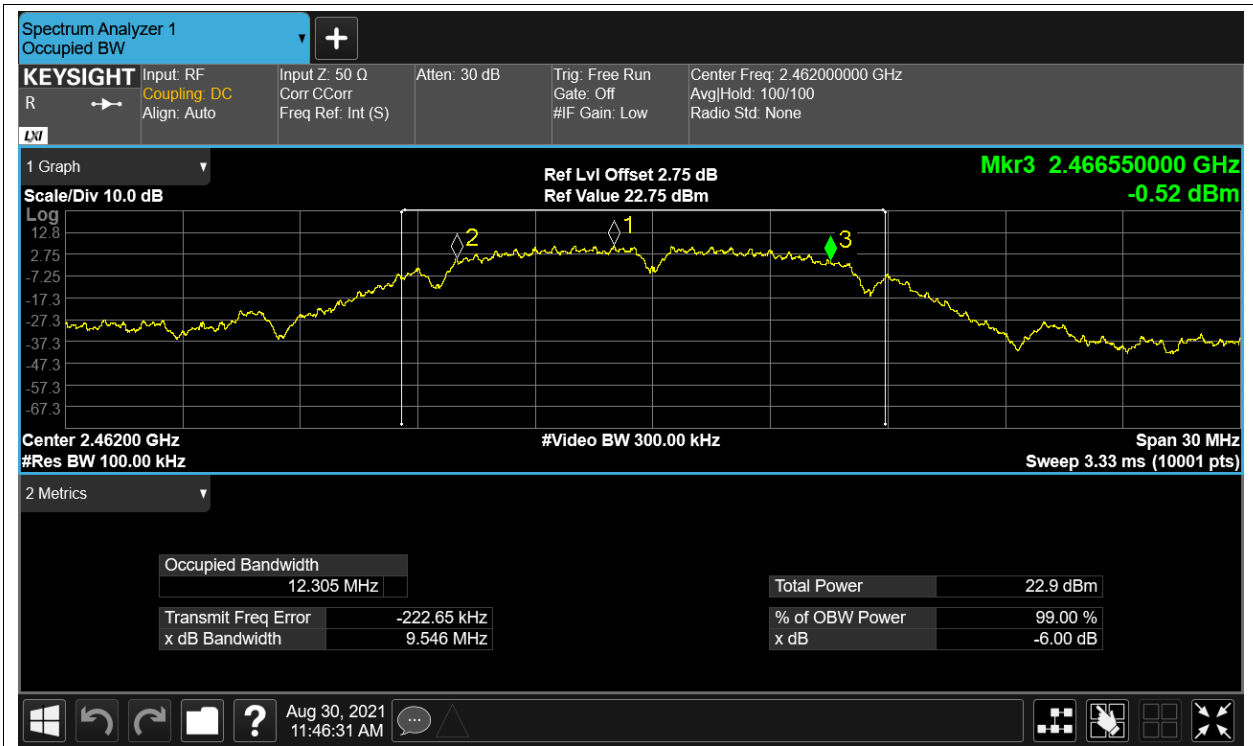 Spectrum Analyzer 1
Occupied BW
KEYSIGHT
R
LXI
Input: RF
Coupling: DC
Align: Auto
Input Z: 50 Ω
Corr CCorr
Freq Ref: Int (S)
Atten: 30 dB
Trig: Free Run
Gate: Off
#IF Gain: Low
Center Freq: 2.462000000 GHz
Avg|Hold: 100/100
Radio Std: None
1 Graph
Scale/Div 10.0 dB
Ref Lvl Offset 2.75 dB
Ref Value 22.75 dBm
Mkr3 2.466550000 GHz
-0.52 dBm
Log
12.8
2.75
-7.25
-17.3
-27.3
-37.3
-47.3
-57.3
-67.3
2
1
3
Center 2.46200 GHz
#Res BW 100.00 kHz
#Video BW 300.00 kHz
Span 30 MHz
Sweep 3.33 ms (10001 pts)
2 Metrics
Occupied Bandwidth
12.305 MHz
Transmit Freq Error -222.65 kHz
x dB Bandwidth 9.546 MHz
Total Power 22.9 dBm
% of OBW Power 99.00 %
x dB -6.00 dB
?
Aug 30, 2021
11:46:31 AM